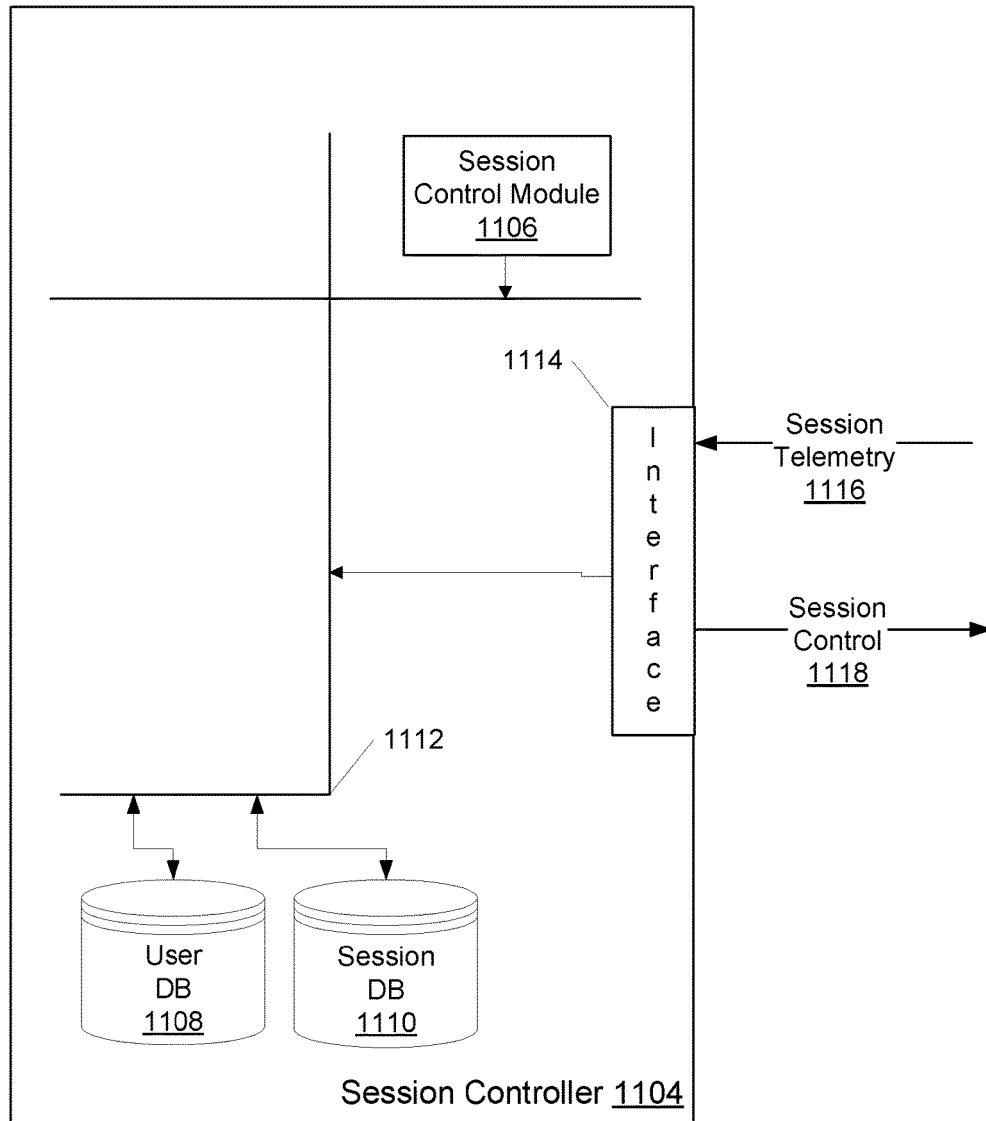 Session
Control Module
1106
1114
I
n
t
e
r
f
a
c
e
Session
Telemetry
1116
Session
Control
1118
1112
User
DB
1108
Session
DB
1110
Session Controller 1104